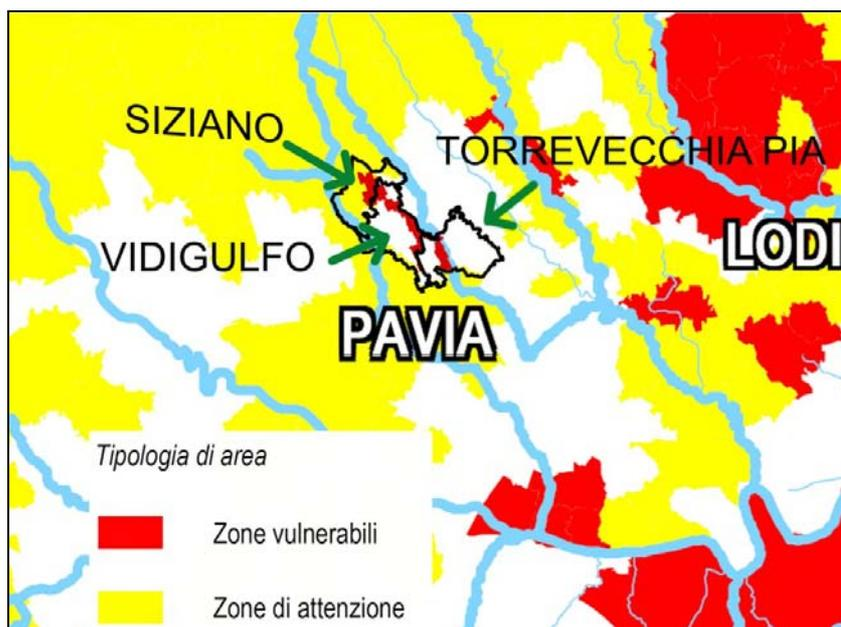 SIZIANO
TORREVECCHIA PIA
VIDIGULFO
LODI
PAVIA
Tipologia di area
Zone vulnerabili
Zone di attenzione